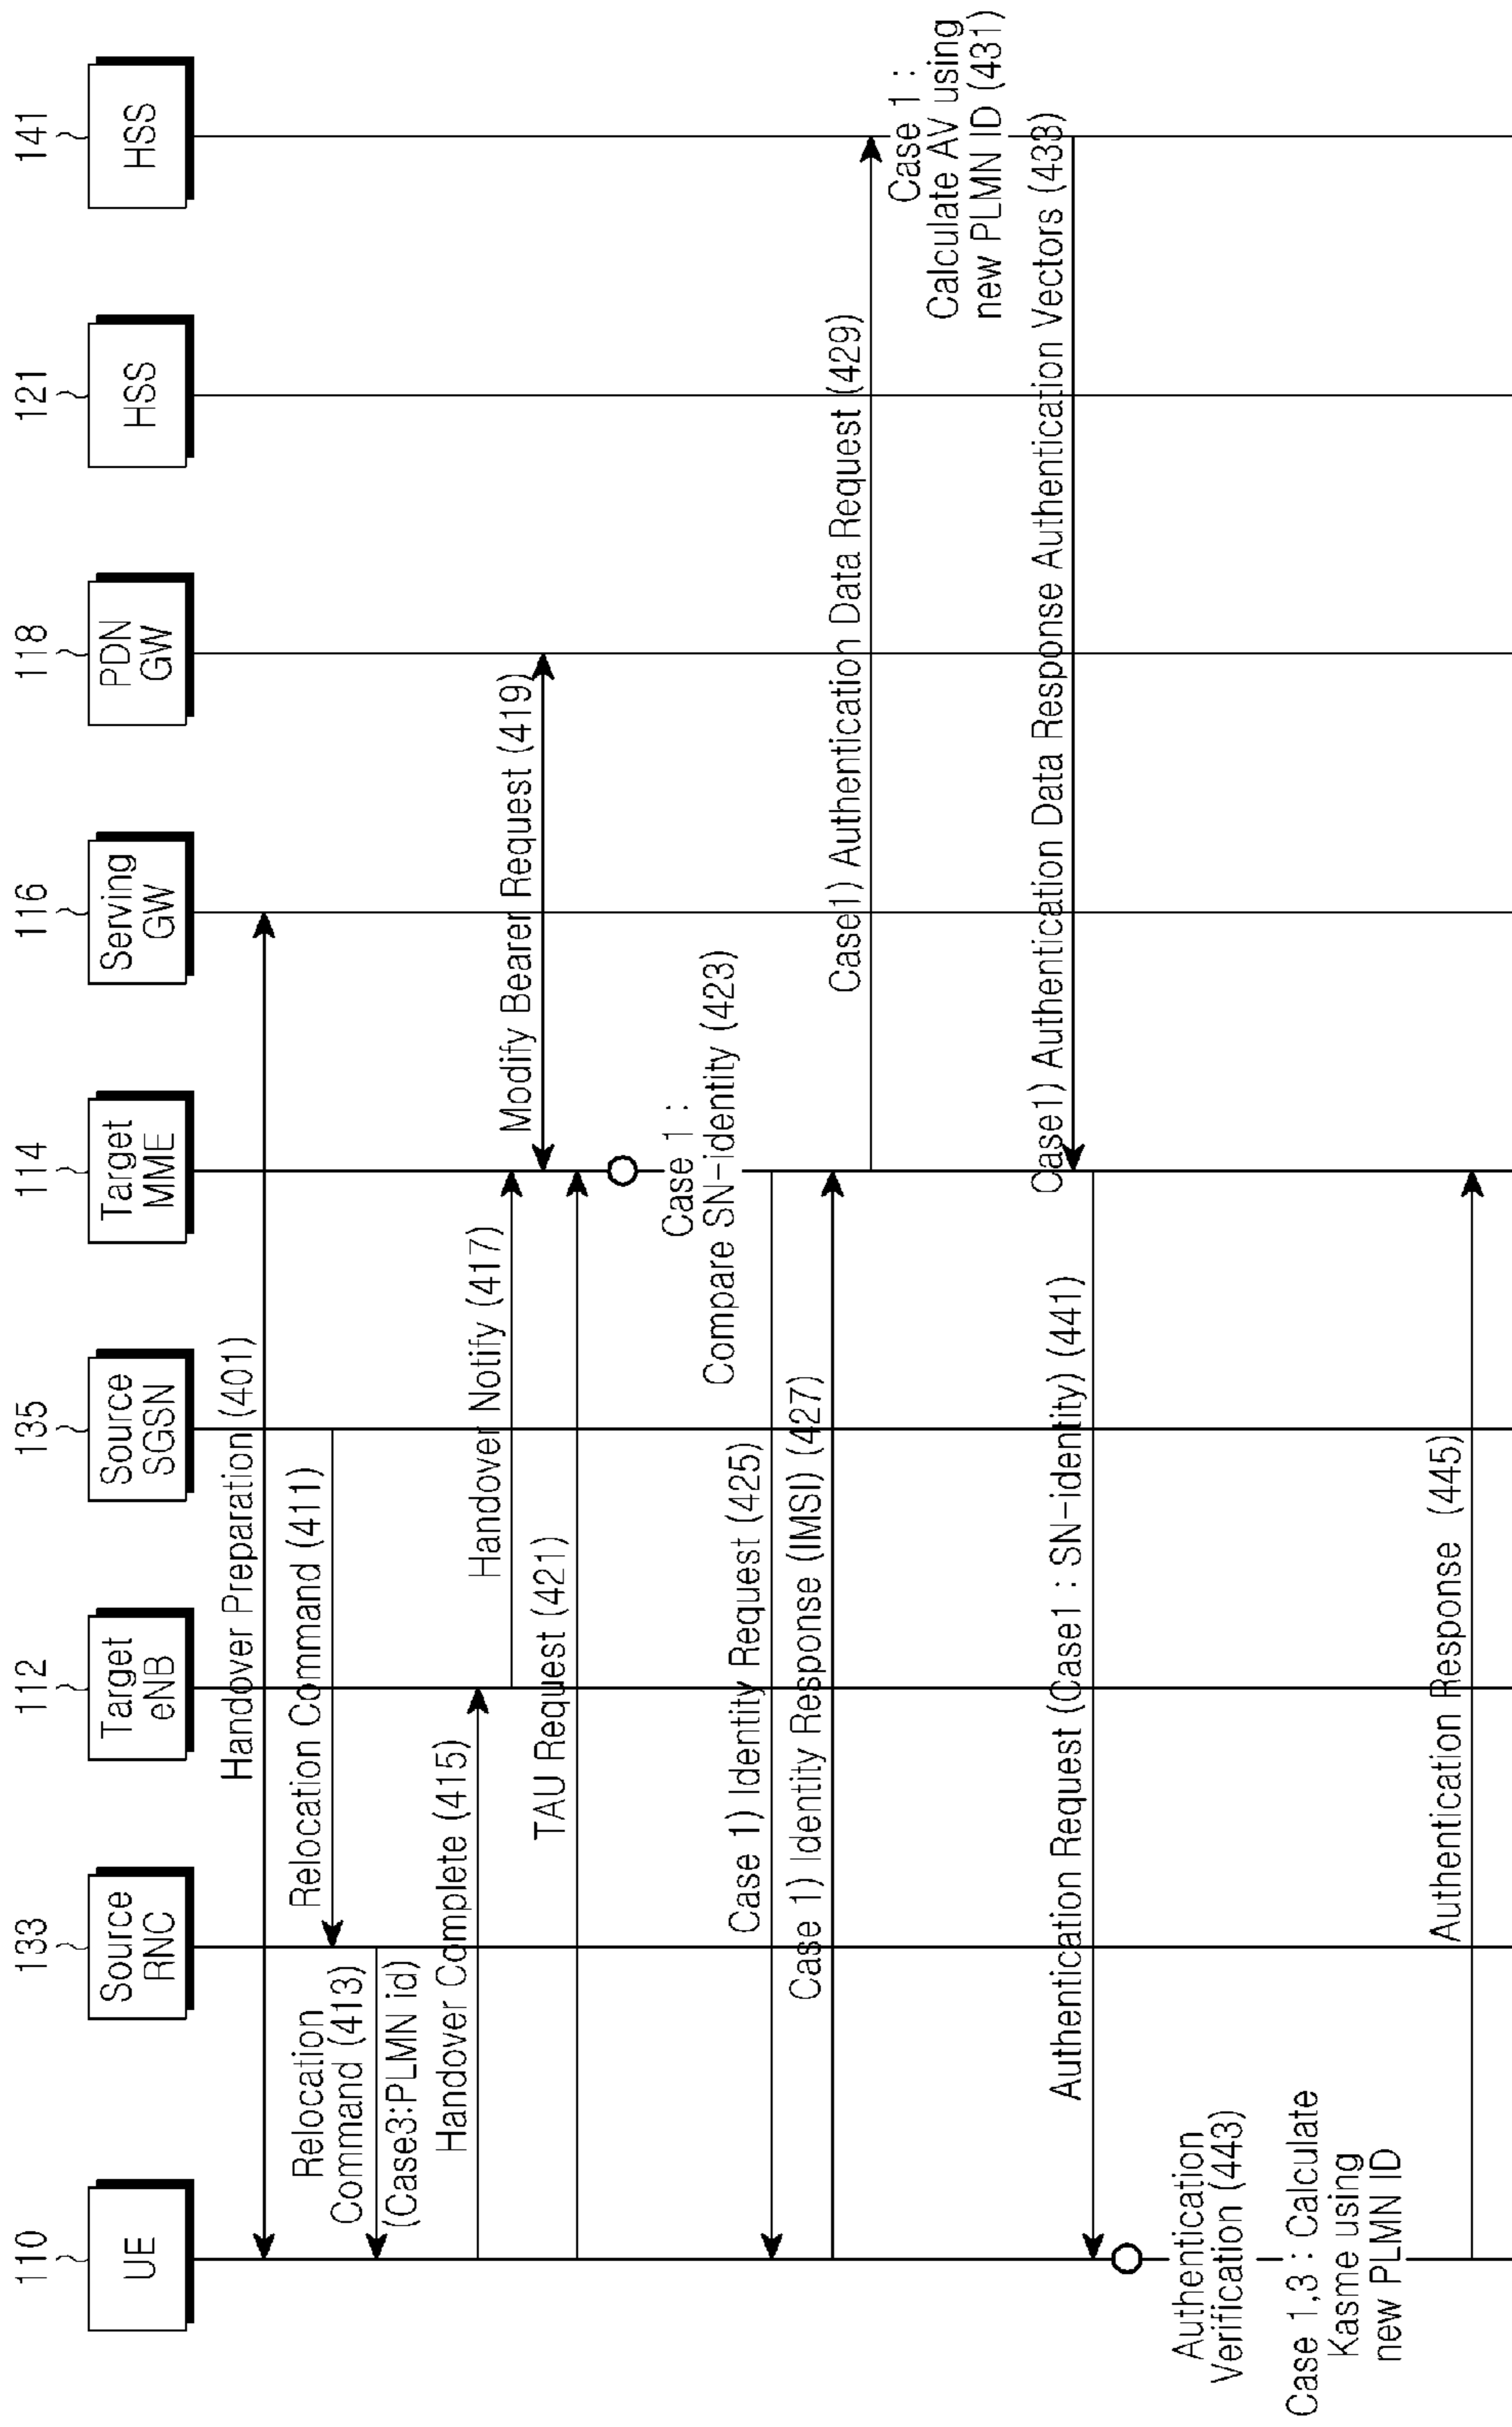 110
133
112
135
114
116
118
121
141
UE
Source
RNC
Target
eNB
Source
SGSN
Target
MME
Serving
GW
PDN
GW
HSS
HSS
Handover Preparation (401)
Relocation Command (411)
Relocation
Command (413)
(Case3:PLMN id)
Handover Complete (415)
Handover Notify (417)
Modify Bearer Request (419)
TAU Request (421)
Case 1 :
Compare SN-identity (423)
Case 1) Identity Request (425)
Case 1) Identity Response (IMSI) (427)
Case1) Authentication Data Request (429)
Case 1 :
Calculate AV using
new PLMN ID (431)
Case1) Authentication Data Response Authentication Vectors (433)
Authentication Request (Case1 : SN-identity) (441)
Authentication
Verification (443)
Case 1,3 : Calculate
Kasme using
new PLMN ID
Authentication Response (445)